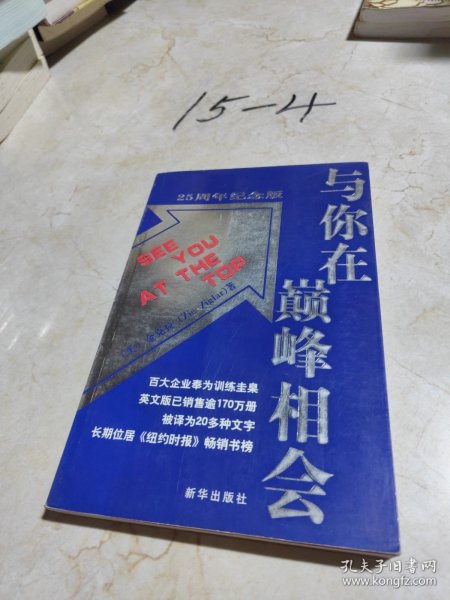 15-4
25周年纪念版
与你在
巅峰相会
SEE YOU
AT THE
TOP
(Zig Ziglar) 著
百大企业奉为训练圭臬
英文版已销售逾170万册
被译为20多种文字
长期位居《纽约时报》畅销书榜
新华出版社
孔夫子旧书网
www.kongfz.com